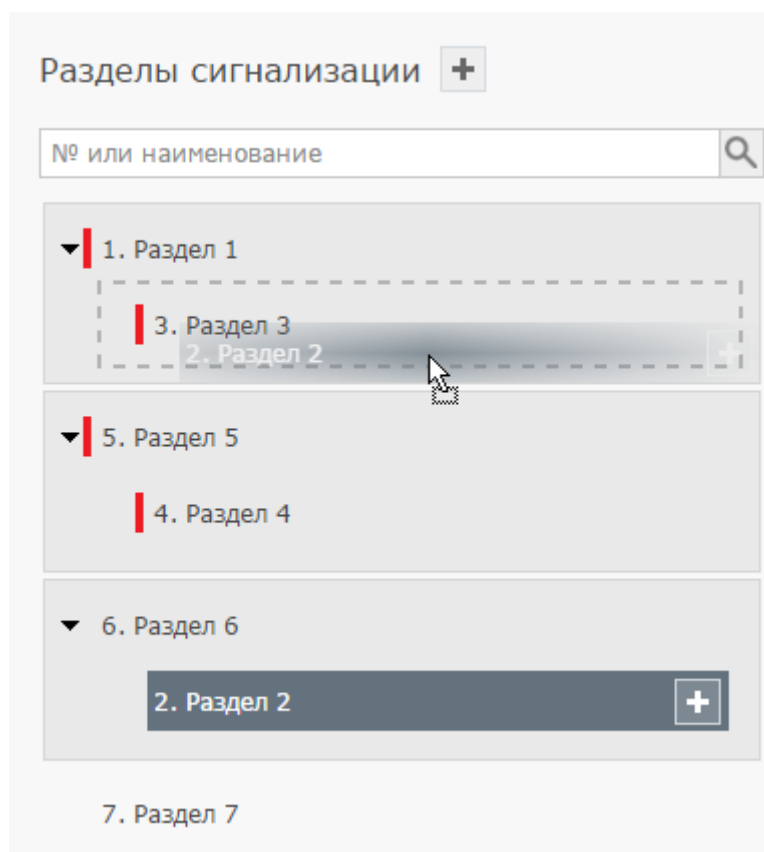 Разделы сигнализации
№ или наименование
1. Раздел 1
3. Раздел 3
2. Раздел 2
5. Раздел 5
4. Раздел 4
6. Раздел 6
2. Раздел 2
7. Раздел 7